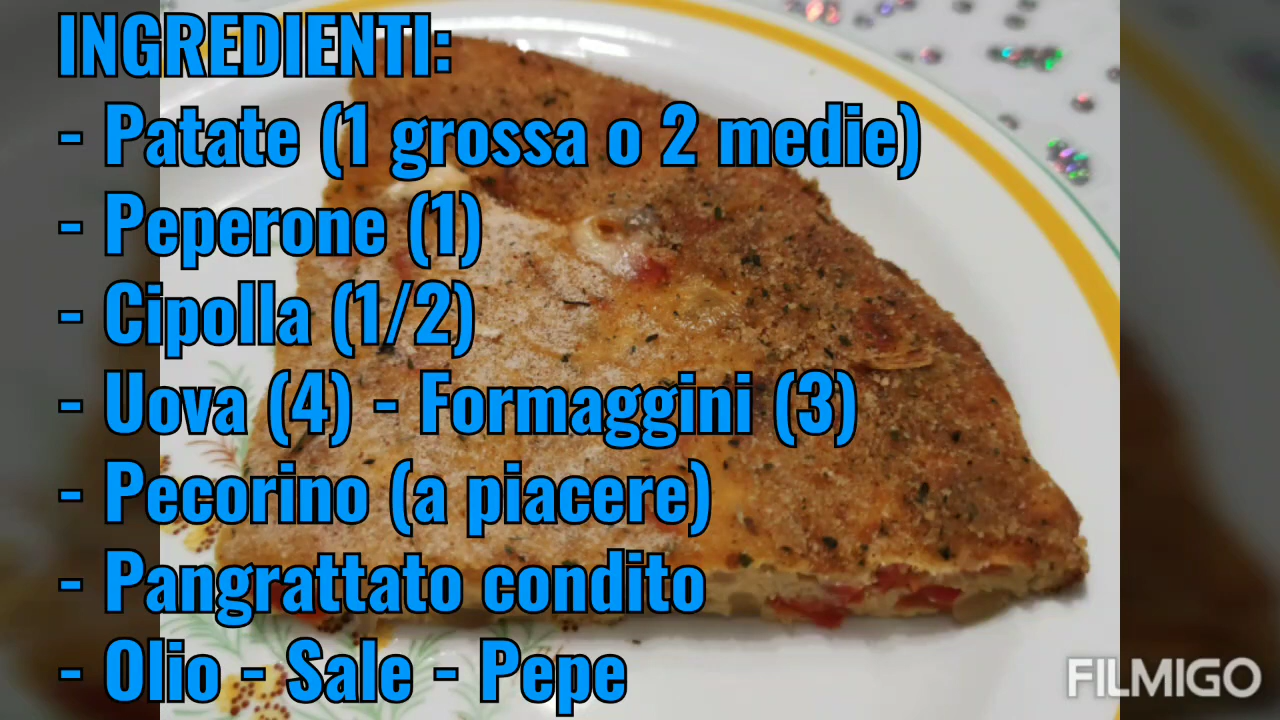 INGREDIENTI:
- Patate (1 grossa o 2 medie)
- Peperone (1)
- Cipolla (1/2)
- Uova (4) - Formaggini (3)
- Pecorino (a piacere)
- Pangrattato condito
- Olio - Sale - Pepe
FILMIGO